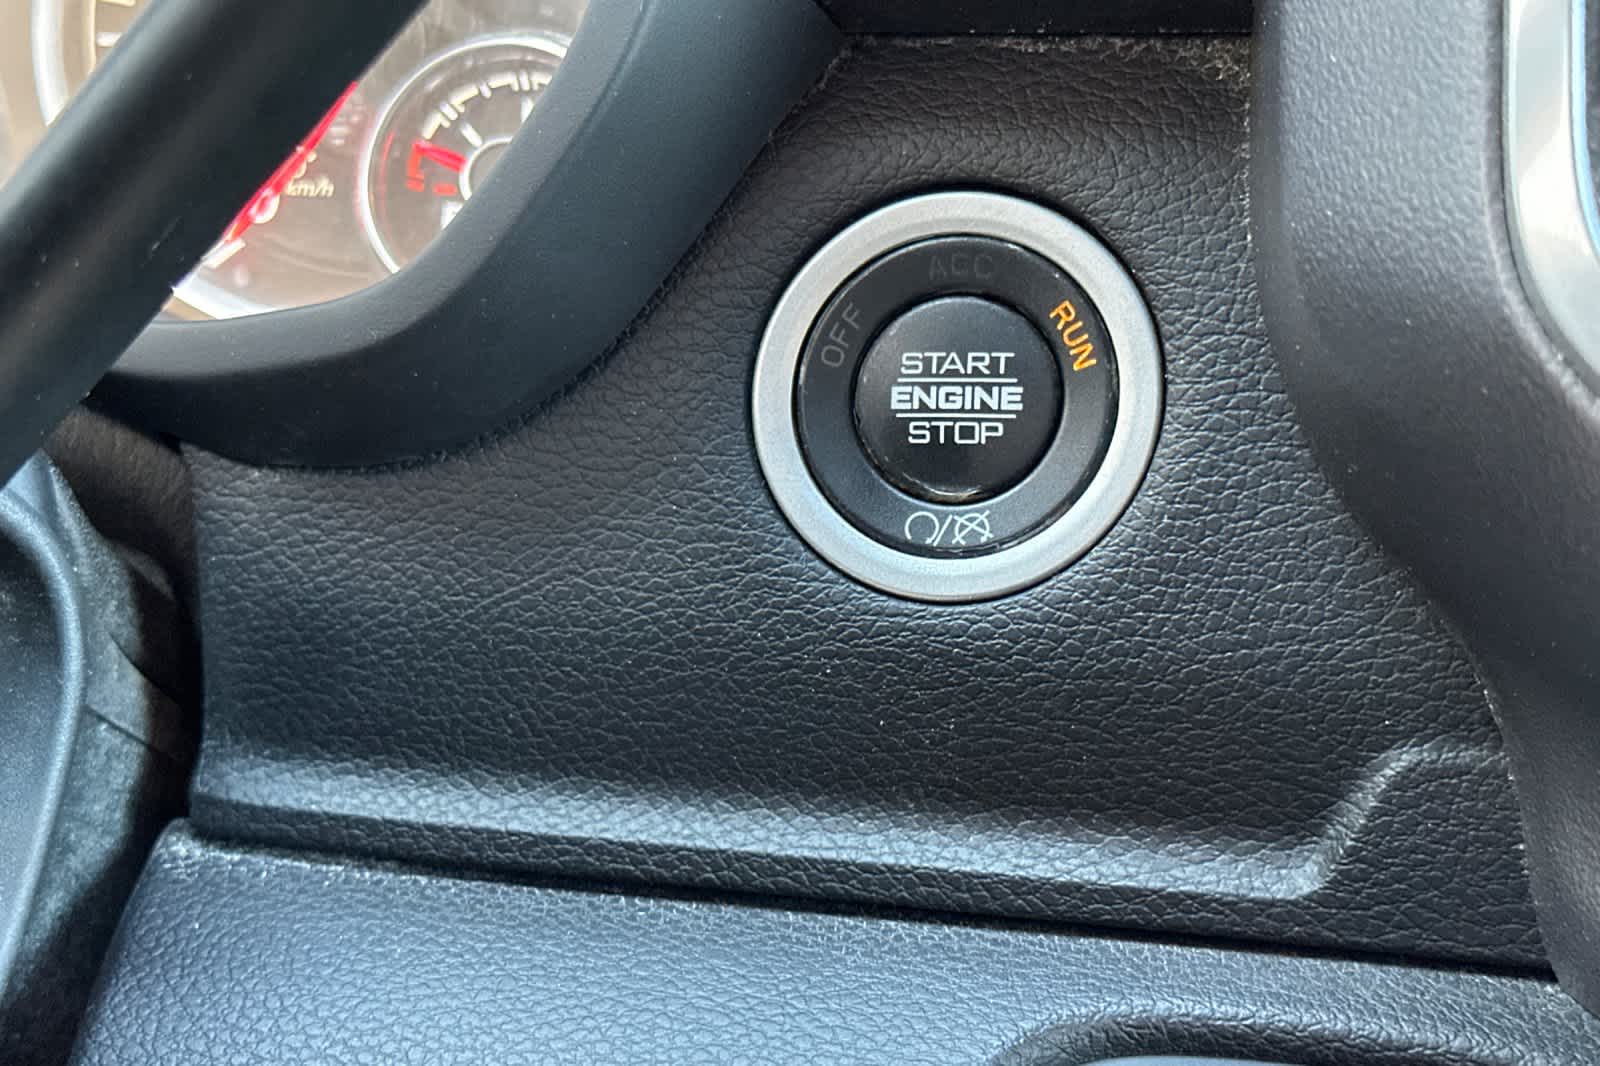 km/h
ACC
OFF
RUN
START
ENGINE
STOP